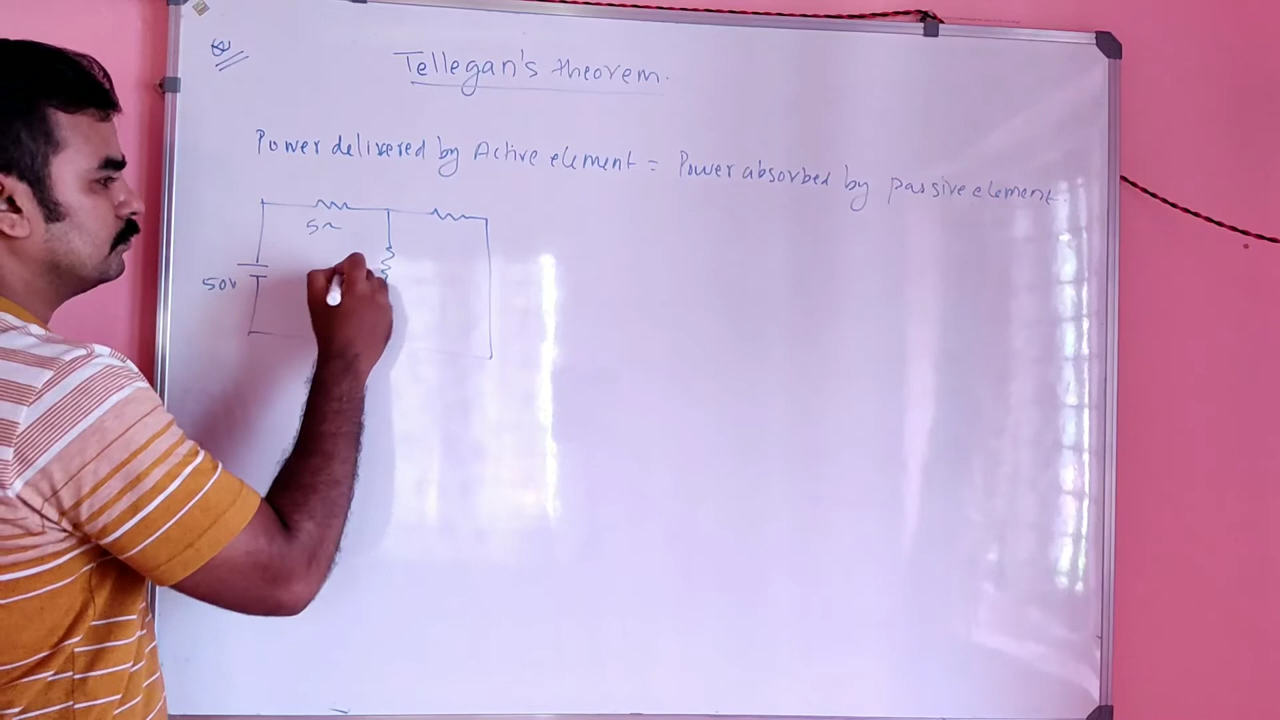 Q
Tellegan's theorem.
Power delivered by Active element = Power absorbed by passive element.
5Ω
50V